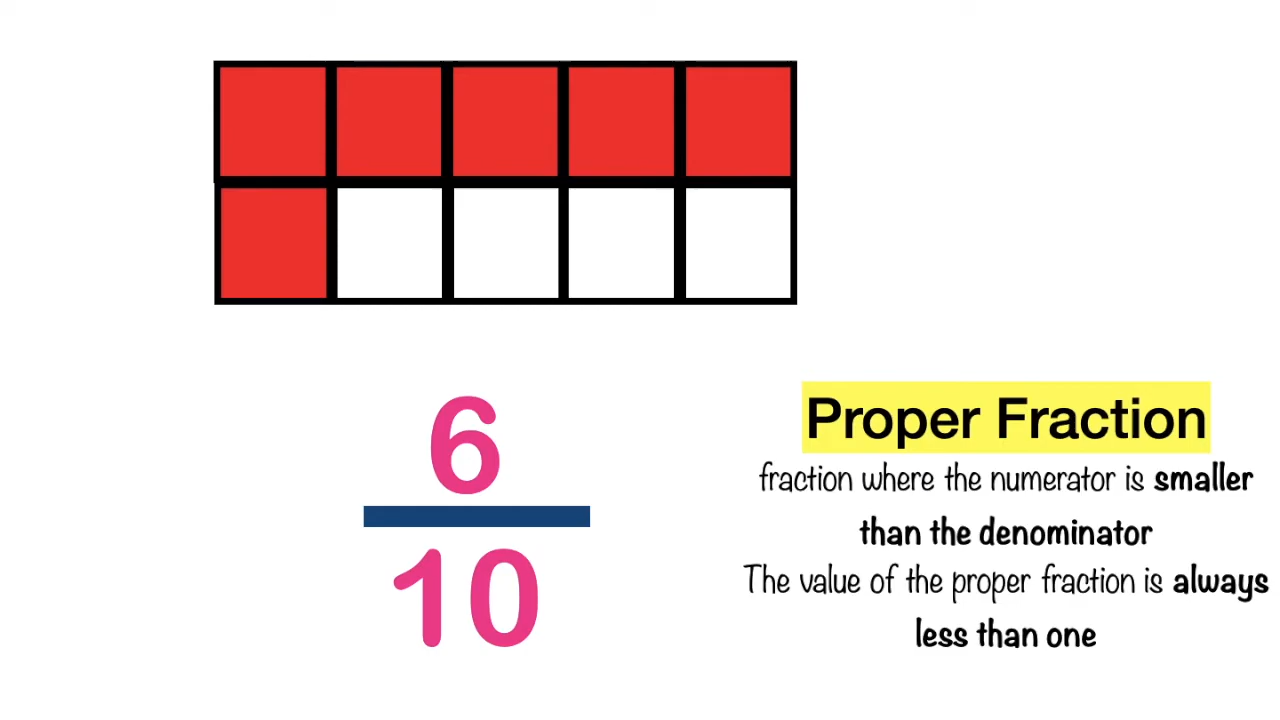 6
10
Proper Fraction
fraction where the numerator is smaller
than the denominator
The value of the proper fraction is always
less than one